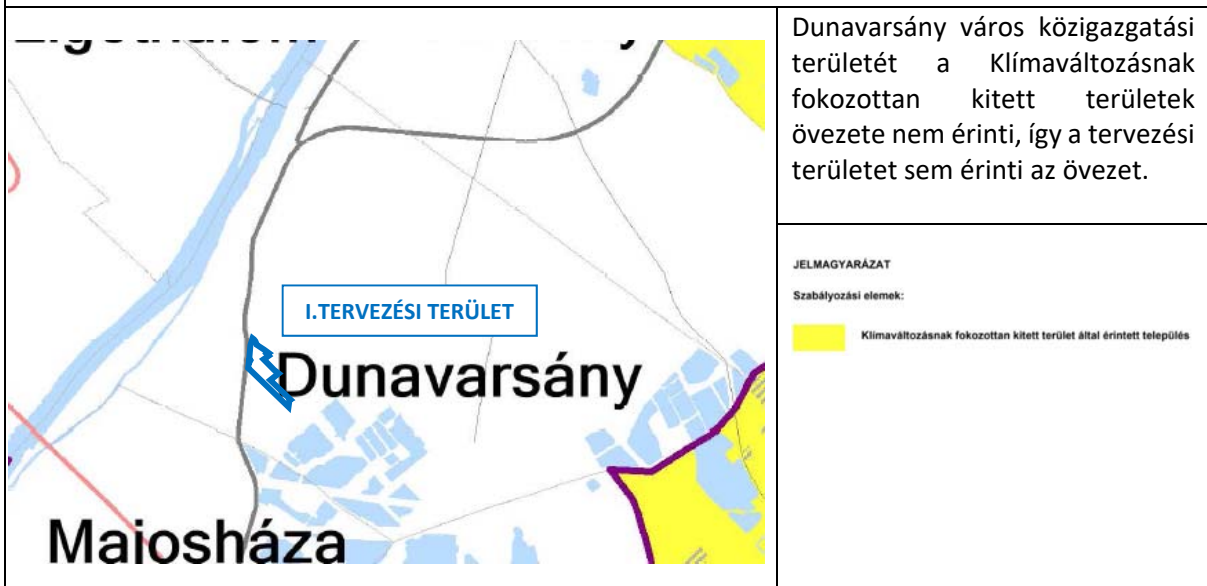 Dunavarsány város közigazgatási
területét a Klímaváltozásnak
fokozottan kitett területek
övezete nem érinti, így a tervezési
területet sem érinti az övezet.
I.TERVEZÉSI TERÜLET
Dunavarsány
Majosháza
JELMAGYARÁZAT
Szabályozási elemek:
Klímaváltozásnak fokozottan kitett terület által érintett település